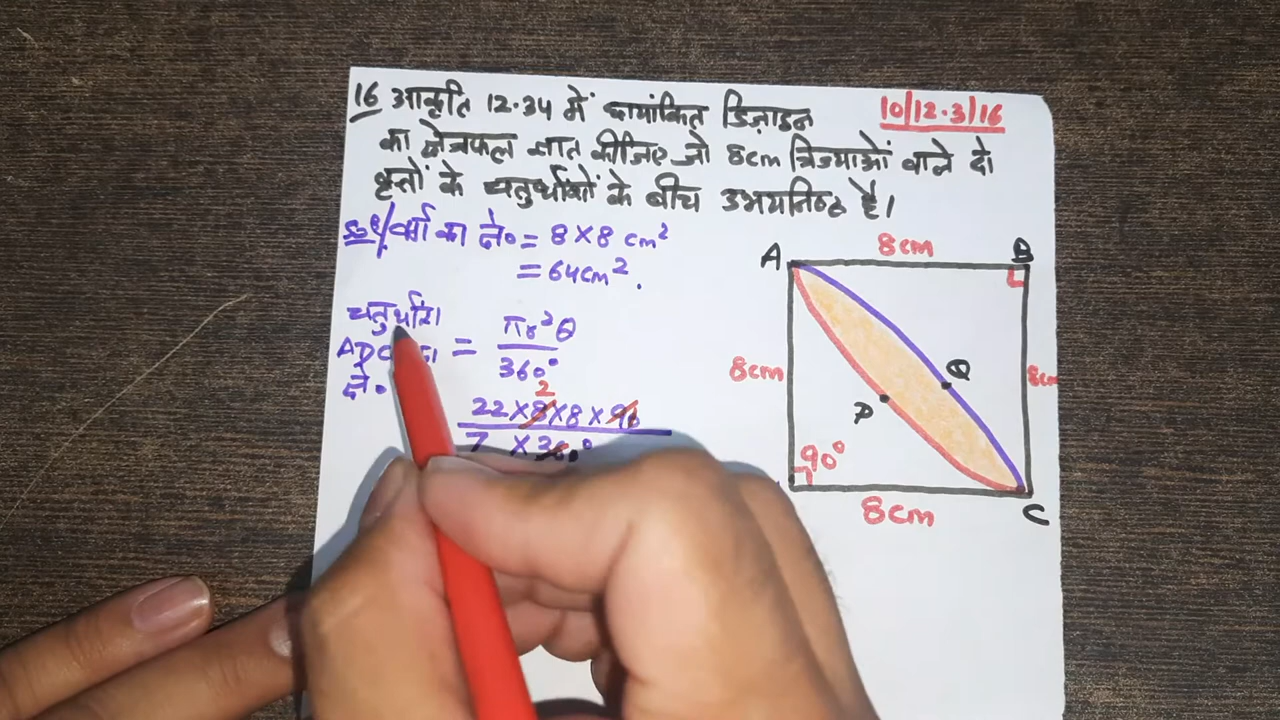 16 आकृति 12.34 में छायांकित डिज़ाइन
10/12.3/16
का क्षेत्रफल ज्ञात कीजिए जो 8cm त्रिज्याओं वाले दो
वृत्तों के चतुर्थांशों के बीच उभयनिष्ठ है।
वर्ग का क्षे० = 8 × 8 cm²
= 64cm².
चतुर्थांश
= πr²θ
360°
क्षे०
22 × 8 × 8 × 90
2
7 × 360°
A
8cm
B
8cm
8cm
Q
P
90°
8cm
C